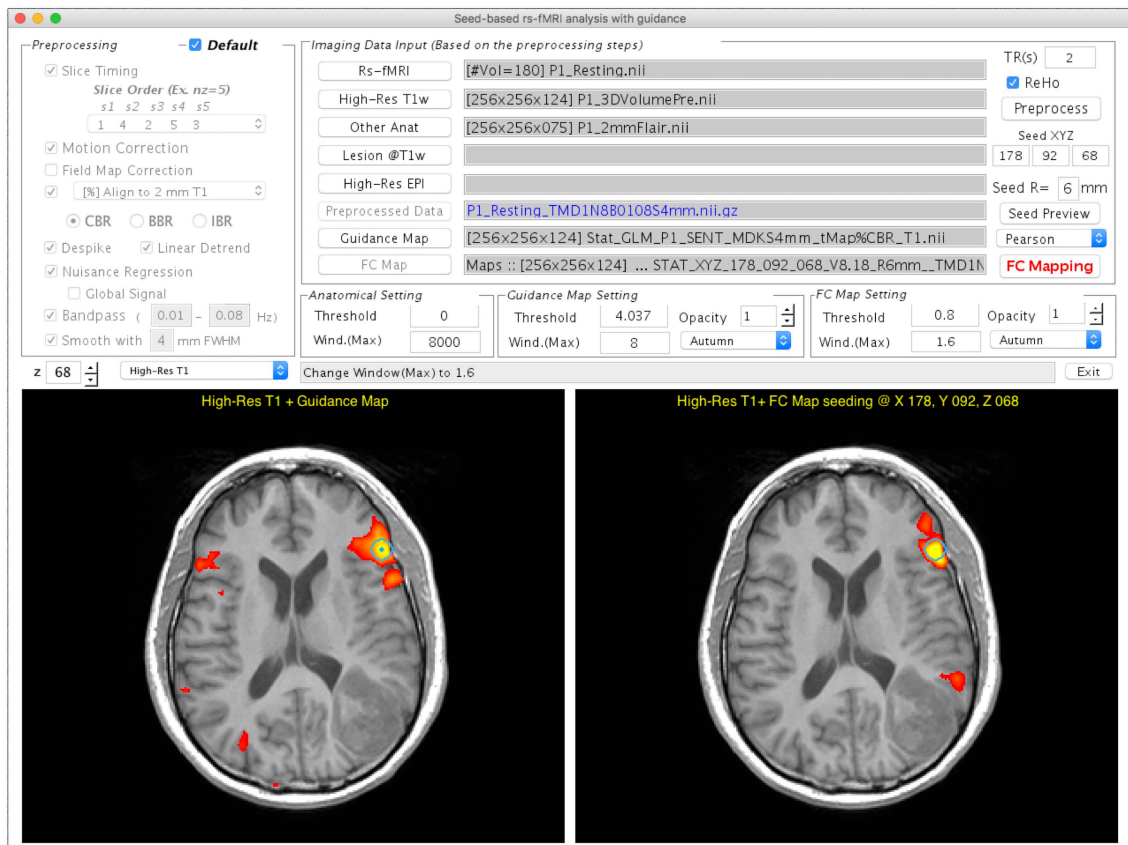 Seed-based rs-fMRI analysis with guidance
Preprocessing
Default
Slice Timing
Slice Order (Ex. nz=5)
s1 s2 s3 s4 s5
1 4 2 5 3
Motion Correction
Field Map Correction
[%] Align to 2 mm T1
CBR BBR IBR
Despike Linear Detrend
Nuisance Regression
Global Signal
Bandpass ( 0.01 - 0.08 Hz)
Smooth with 4 mm FWHM
Imaging Data Input (Based on the preprocessing steps)
Rs-fMRI [#Vol=180] P1_Resting.nii
High-Res T1w [256x256x124] P1_3DVolumePre.nii
Other Anat [256x256x075] P1_2mmFlair.nii
Lesion @T1w
High-Res EPI
Preprocessed Data P1_Resting_TMD1N8B0108S4mm.nii.gz
Guidance Map [256x256x124] Stat_GLM_P1_SENT_MDKS4mm_tMap%CBR_T1.nii
FC Map Maps :: [256x256x124] ... STAT_XYZ_178_092_068_V8.18_R6mm__TMD1N
TR(s) 2
ReHo
Preprocess
Seed XYZ
178 92 68
Seed R= 6 mm
Seed Preview
Pearson
FC Mapping
Anatomical Setting
Threshold 0
Wind.(Max) 8000
Guidance Map Setting
Threshold 4.037 Opacity 1
Wind.(Max) 8 Autumn
FC Map Setting
Threshold 0.8 Opacity 1
Wind.(Max) 1.6 Autumn
z 68 High-Res T1 Change Window(Max) to 1.6 Exit
High-Res T1 + Guidance Map
High-Res T1+ FC Map seeding @ X 178, Y 092, Z 068